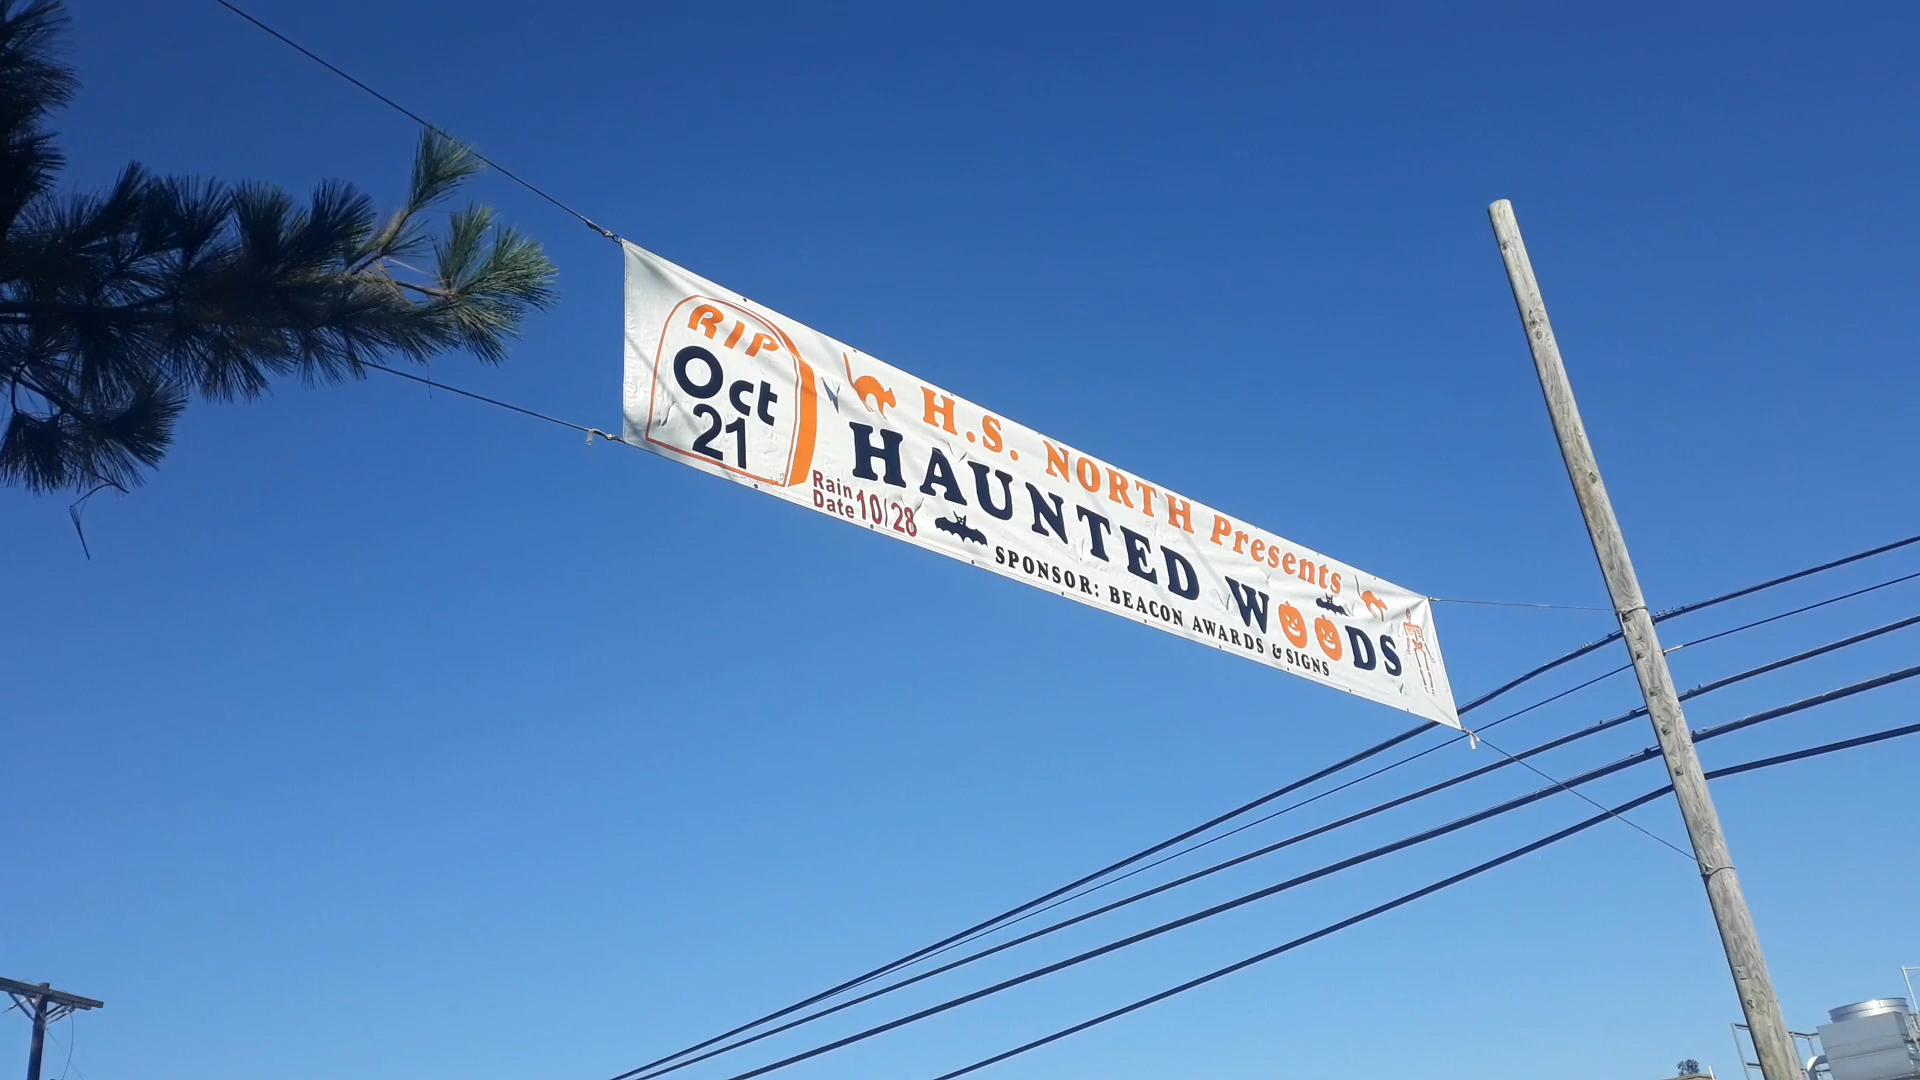 RIP
Oct
21
Rain
Date 10/28
H.S. NORTH Presents
HAUNTED WOODS
SPONSOR: BEACON AWARDS & SIGNS